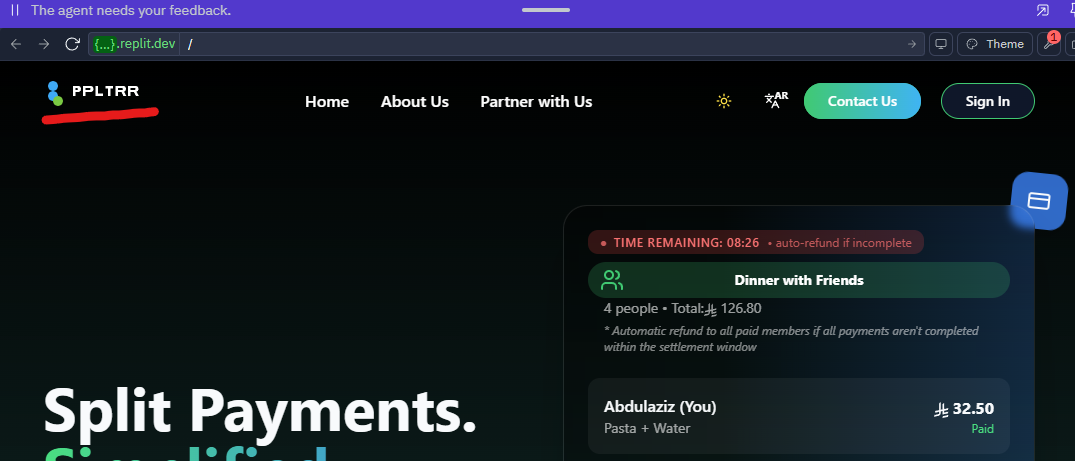 The agent needs your feedback.
{...}.replit.dev /
Theme
1
PPLTRR
Home
About Us
Partner with Us
AR
Contact Us
Sign In
• TIME REMAINING: 08:26 • auto-refund if incomplete
Dinner with Friends
4 people • Total:⃁ 126.80
* Automatic refund to all paid members if all payments aren't completed
within the settlement window
Split Payments.
Simplified
Abdulaziz (You)
⃁ 32.50
Pasta + Water
Paid